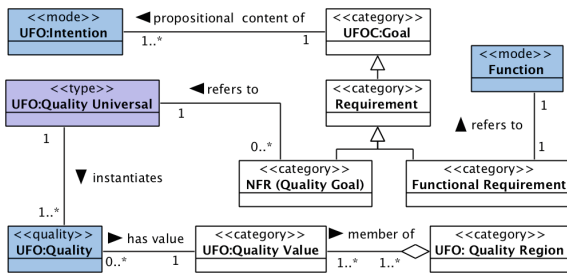 <<mode>>
UFO:Intention
◀ propositional content of
1..*
1
<<category>>
UFOC:Goal
<<mode>>
Function
<<type>>
UFO:Quality Universal
◀ refers to
1
0..*
<<category>>
Requirement
1
▲ refers to
1
<<category>>
NFR (Quality Goal)
<<category>>
Functional Requirement
1
▼ instantiates
1..*
<<quality>>
UFO:Quality
▶ has value
0..*
1
<<category>>
UFO:Quality Value
▶ member of
1..*
1..*
<<category>>
UFO: Quality Region